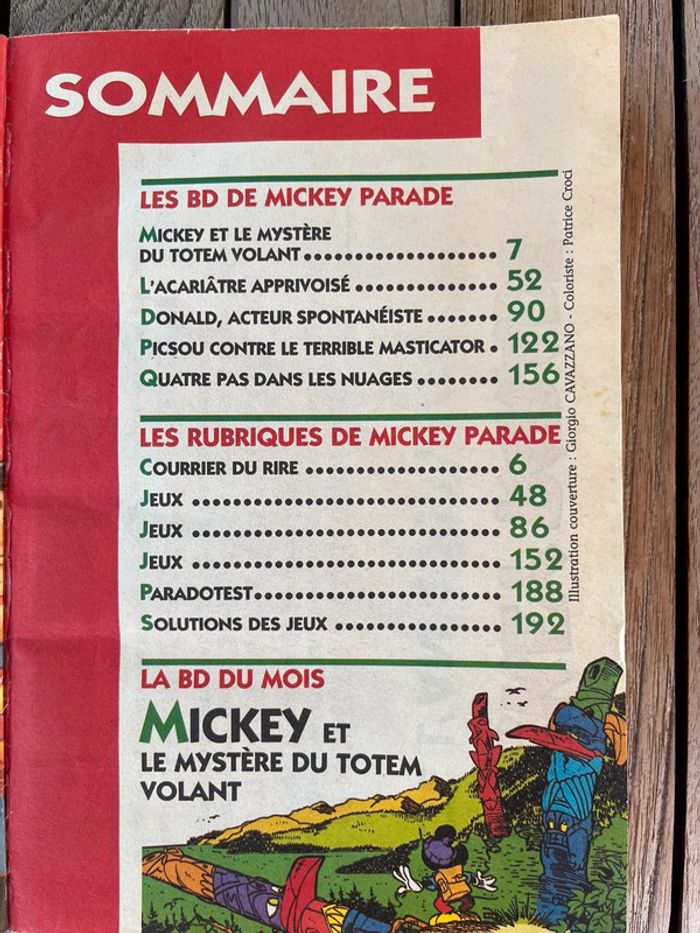 SOMMAIRE
LES BD DE MICKEY PARADE
MICKEY ET LE MYSTÈRE
DU TOTEM VOLANT.................... 7
L'ACARIÂTRE APPRIVOISÉ............... 52
DONALD, ACTEUR SPONTANÉISTE....... 90
PICSOU CONTRE LE TERRIBLE MASTICATOR. 122
QUATRE PAS DANS LES NUAGES........ 156
LES RUBRIQUES DE MICKEY PARADE
COURRIER DU RIRE.................... 6
JEUX................................ 48
JEUX................................ 86
JEUX................................ 152
PARADOTEST......................... 188
SOLUTIONS DES JEUX................. 192
LA BD DU MOIS
MICKEY ET
LE MYSTÈRE DU TOTEM
VOLANT
Illustration couverture : Giorgio CAVAZZANO - Coloriste : Patrice Croci